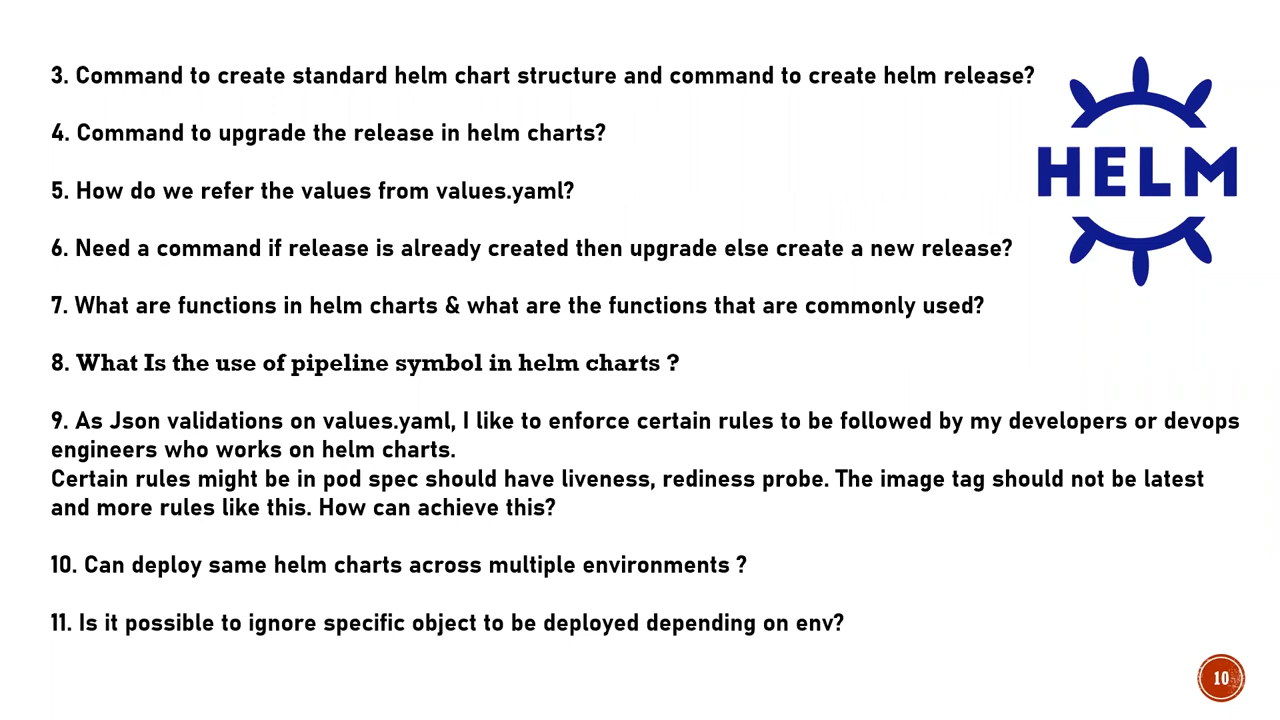 3. Command to create standard helm chart structure and command to create helm release?
4. Command to upgrade the release in helm charts?
5. How do we refer the values from values.yaml?
6. Need a command if release is already created then upgrade else create a new release?
7. What are functions in helm charts & what are the functions that are commonly used?
8. What Is the use of pipeline symbol in helm charts ?
9. As Json validations on values.yaml, I like to enforce certain rules to be followed by my developers or devops
engineers who works on helm charts.
Certain rules might be in pod spec should have liveness, rediness probe. The image tag should not be latest
and more rules like this. How can achieve this?
10. Can deploy same helm charts across multiple environments ?
11. Is it possible to ignore specific object to be deployed depending on env?
HELM
10